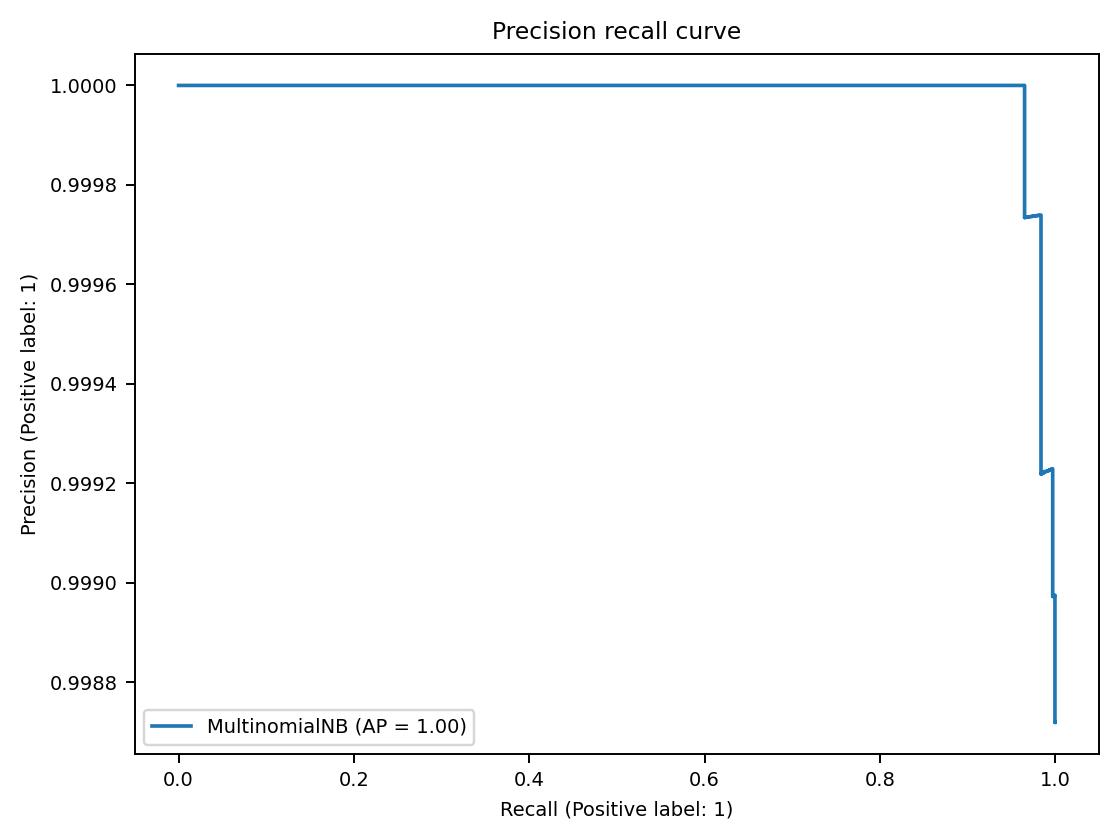 Precision recall curve
Precision (Positive label: 1)
1.0000
0.9998
0.9996
0.9994
0.9992
0.9990
0.9988
MultinomialNB (AP = 1.00)
0.0 0.2 0.4 0.6 0.8 1.0
Recall (Positive label: 1)